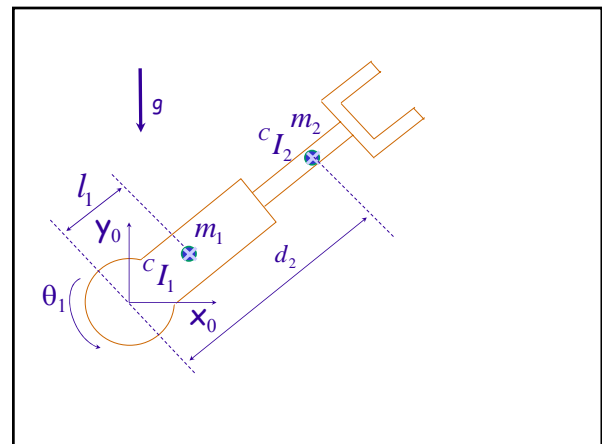 g
m₂
ᶜI₂
l₁
y₀
m₁
d₂
ᶜI₁
θ₁
x₀